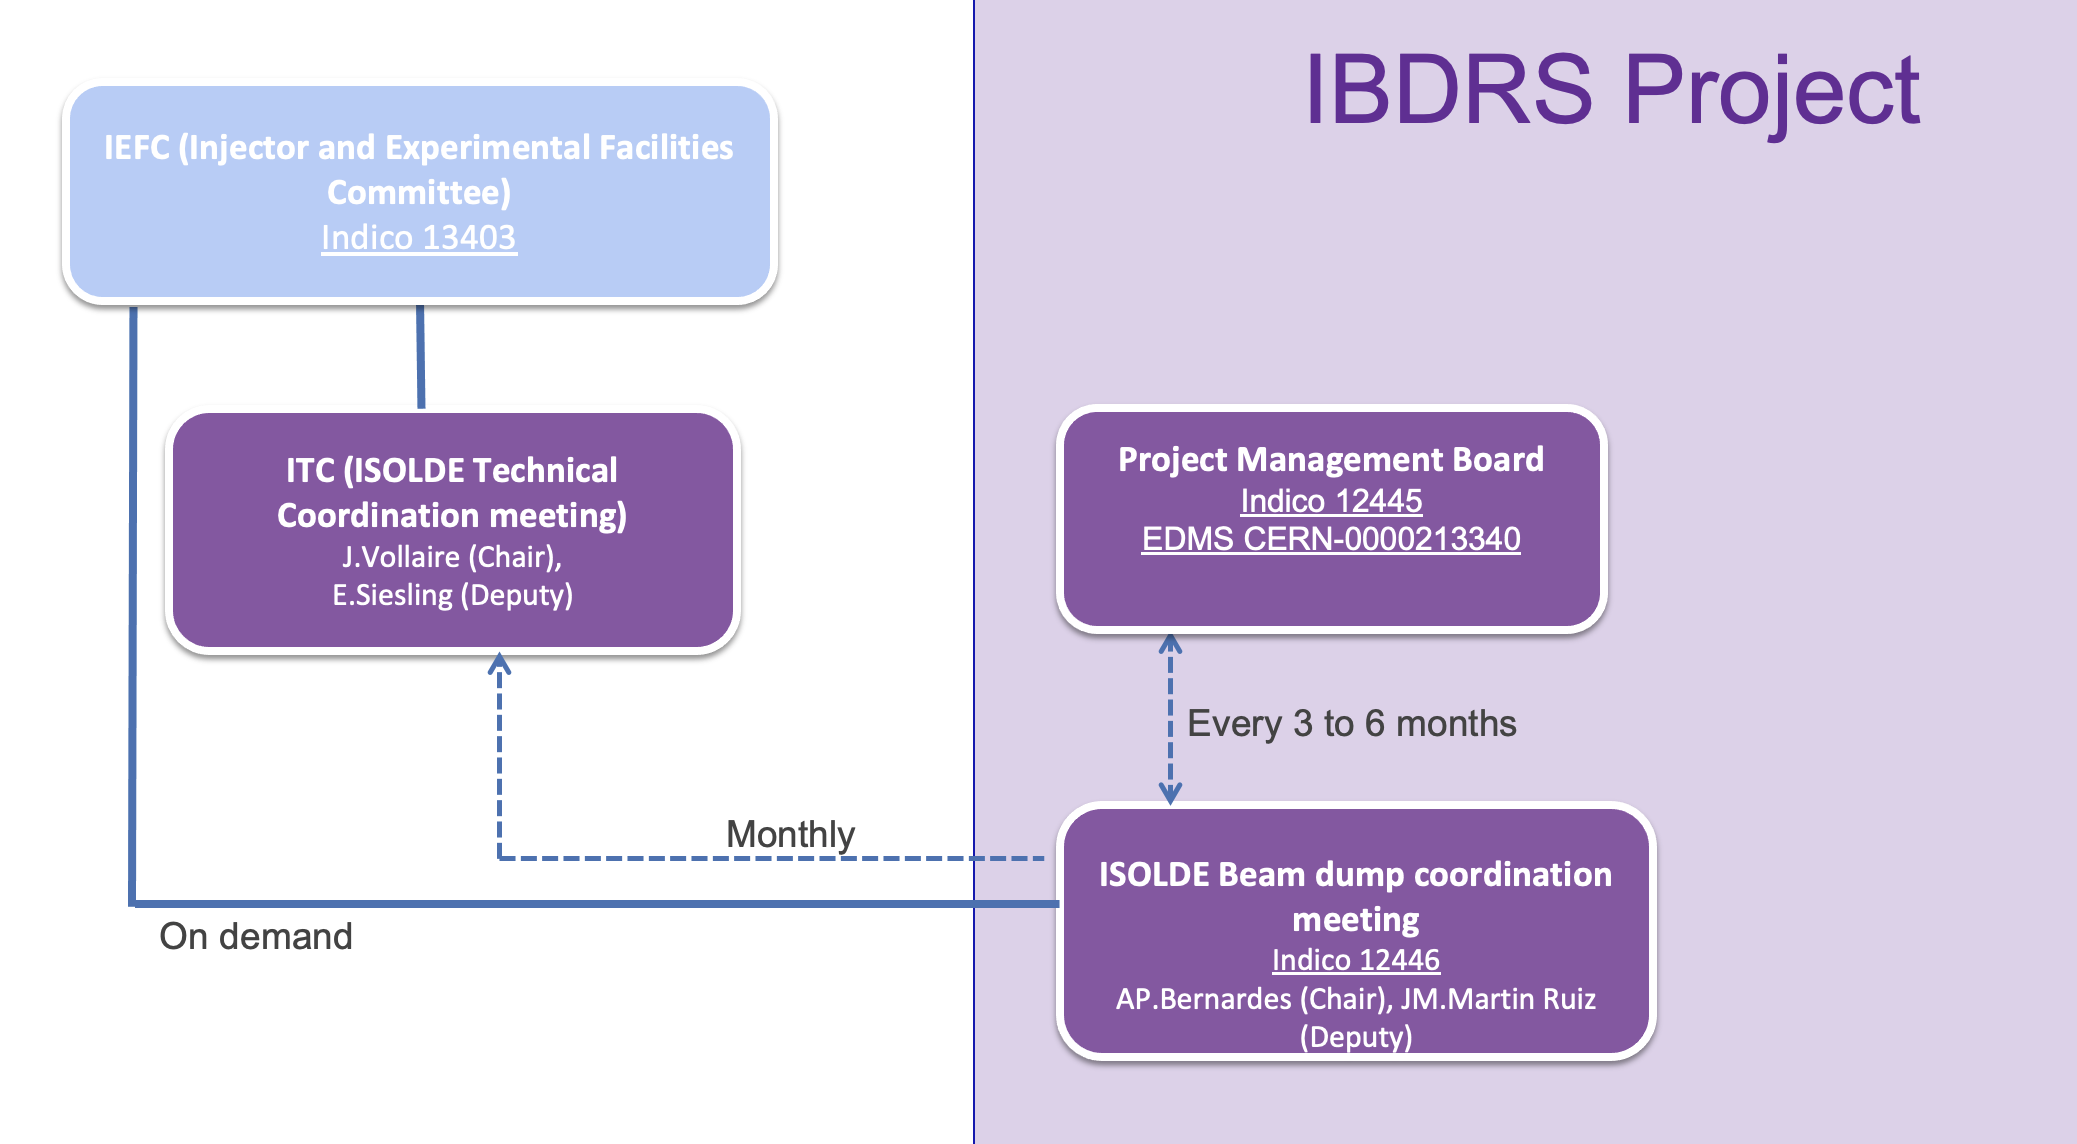 IBDRS Project
IEFC (Injector and Experimental Facilities
Committee)
Indico 13403
ITC (ISOLDE Technical
Coordination meeting)
J.Vollaire (Chair),
E.Siesling (Deputy)
Project Management Board
Indico 12445
EDMS CERN-0000213340
Every 3 to 6 months
Monthly
On demand
ISOLDE Beam dump coordination
meeting
Indico 12446
AP.Bernardes (Chair), JM.Martin Ruiz
(Deputy)